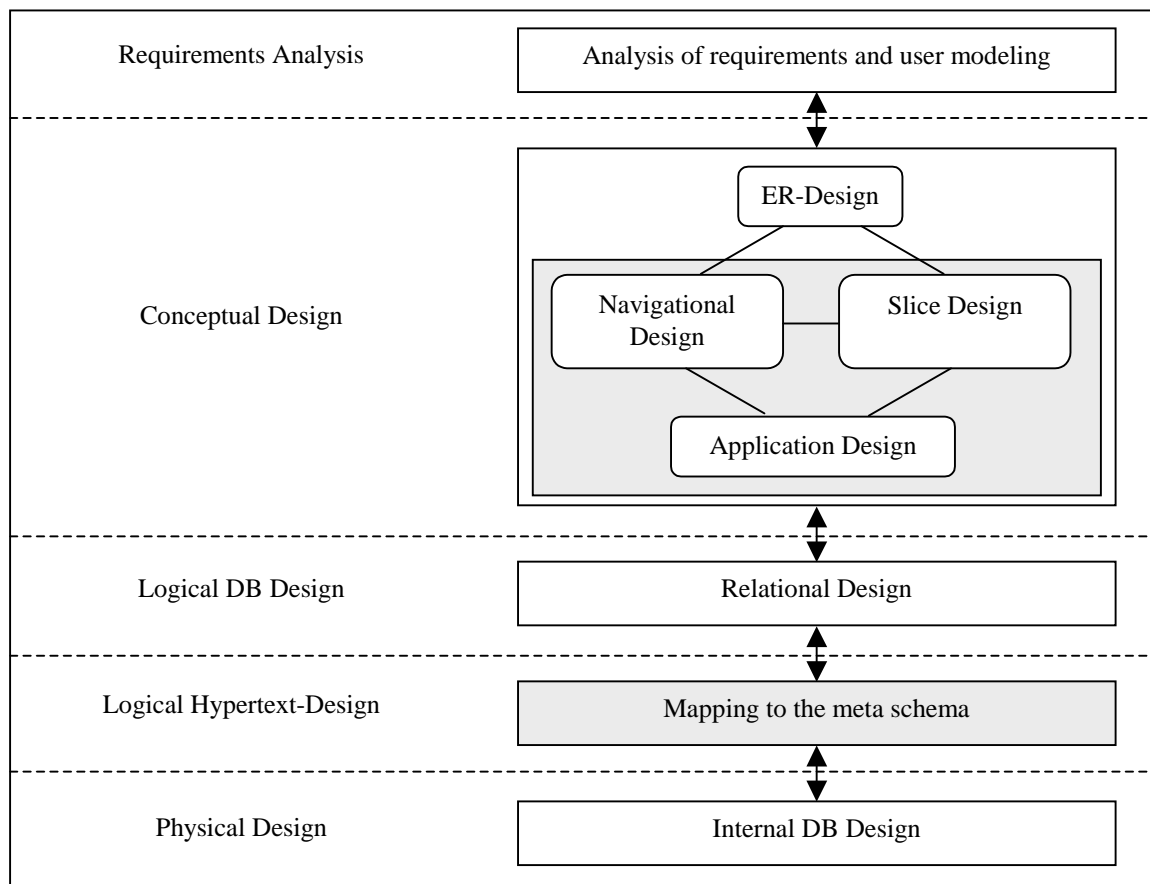 Requirements Analysis
Analysis of requirements and user modeling
Conceptual Design
ER-Design
Navigational
Design
Slice Design
Application Design
Logical DB Design
Relational Design
Logical Hypertext-Design
Mapping to the meta schema
Physical Design
Internal DB Design